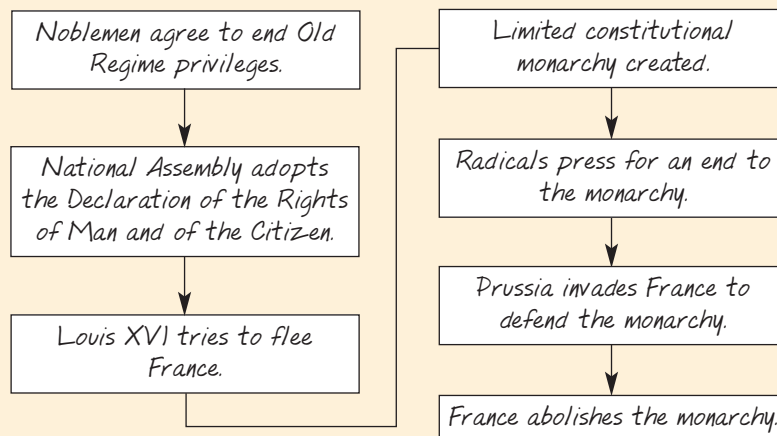 Noblemen agree to end Old
Regime privileges.
National Assembly adopts
the Declaration of the Rights
of Man and of the Citizen.
Louis XVI tries to flee
France.
Limited constitutional
monarchy created.
Radicals press for an end to
the monarchy.
Prussia invades France to
defend the monarchy.
France abolishes the monarchy.